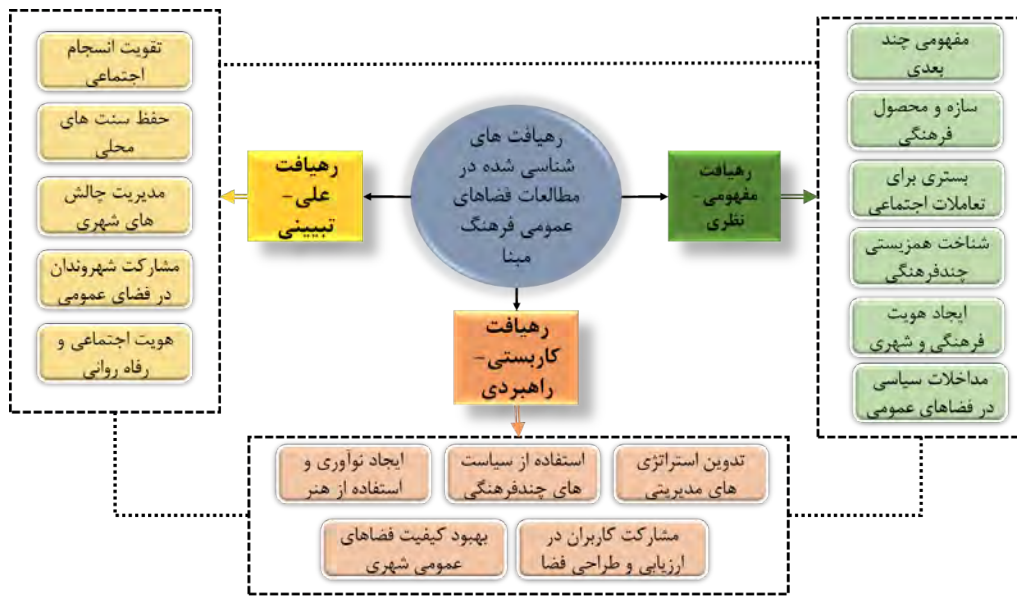 رهیافت های
شناسی شده در
مطالعات فضاهای
عمومی فرهنگ
مبنا
رهیافت
مفهومی-
نظری
مفهومی چند
بعدی
سازه و محصول
فرهنگی
بستری برای
تعاملات اجتماعی
شناخت همزیستی
چندفرهنگی
ایجاد هویت
فرهنگی و شهری
مداخلات سیاسی
در فضاهای عمومی
رهیافت
علی-
تبیینی
تقویت انسجام
اجتماعی
حفظ سنت های
محلی
مدیریت چالش
های شهری
مشارکت شهروندان
در فضای عمومی
هویت اجتماعی و
رفاه روانی
رهیافت
کاربستی-
راهبردی
تدوین استراتژی
های مدیریتی
استفاده از سیاست
های چندفرهنگی
ایجاد نوآوری و
استفاده از هنر
مشارکت کاربران در
ارزیابی و طراحی فضا
بهبود کیفیت فضاهای
عمومی شهری